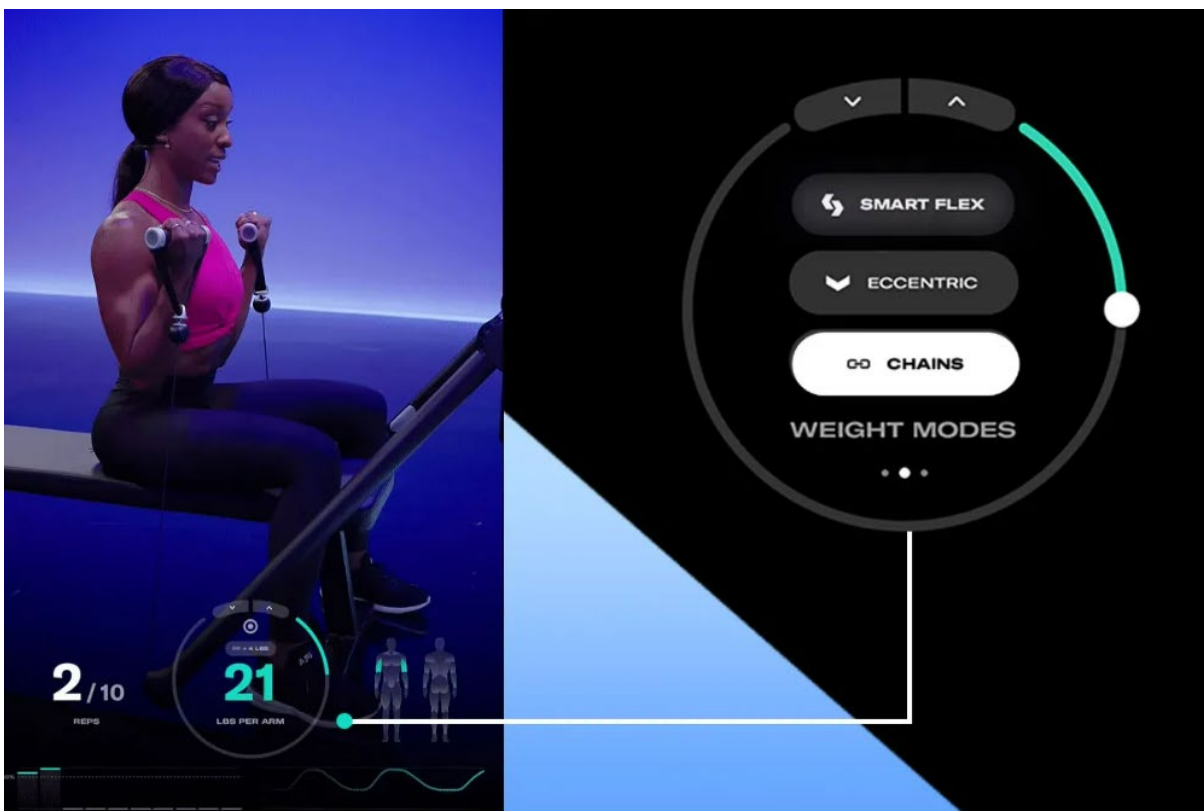 SMART FLEX
ECCENTRIC
CHAINS
WEIGHT MODES
2/10
REPS
21
LBS PER ARM